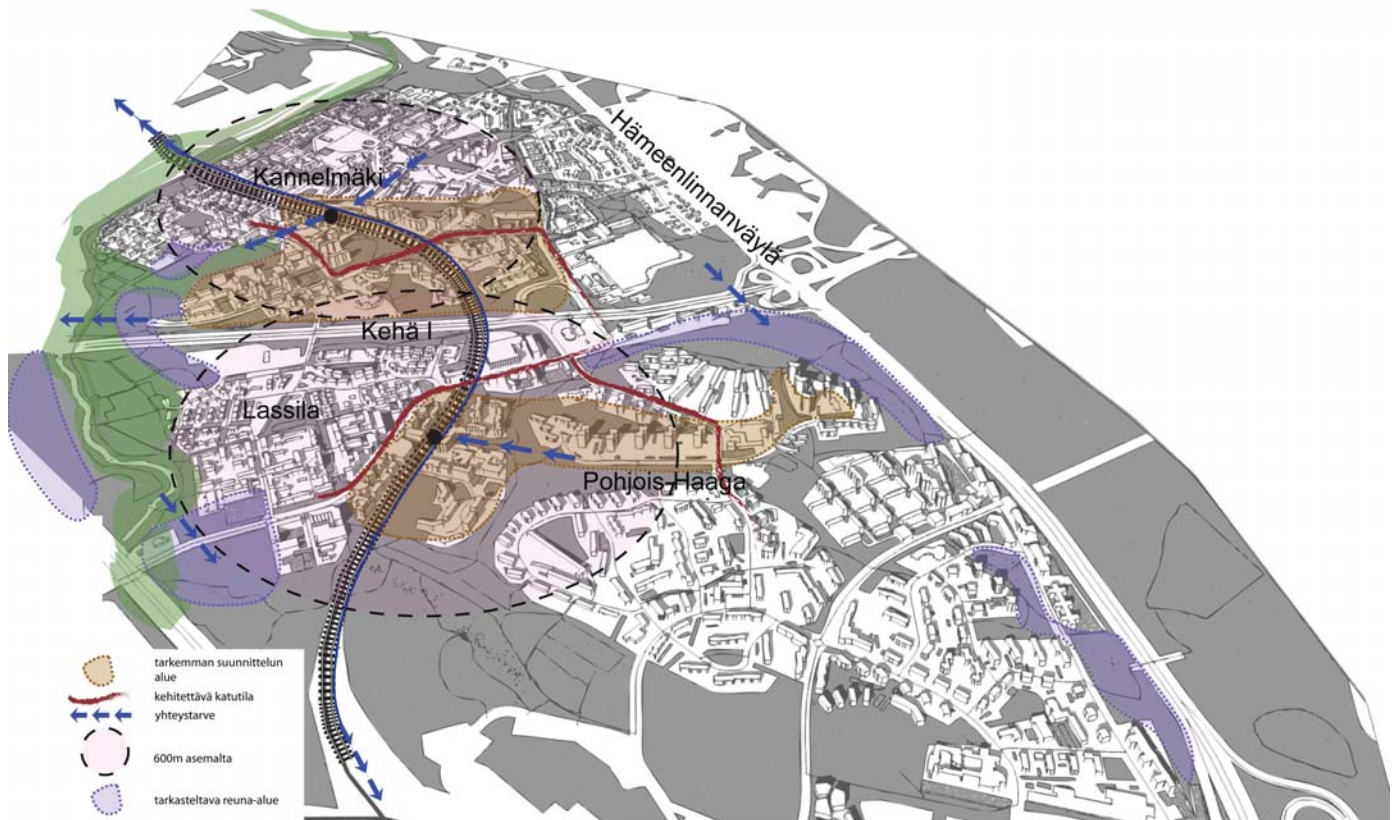 Hämeenlinnanväylä
Kannelmäki
Kehä I
Lassila
Pohjois-Haaga
tarkemman suunnittelun
alue
kehitettävä katutila
yhteystarve
600m asemalta
tarkasteltava reuna-alue